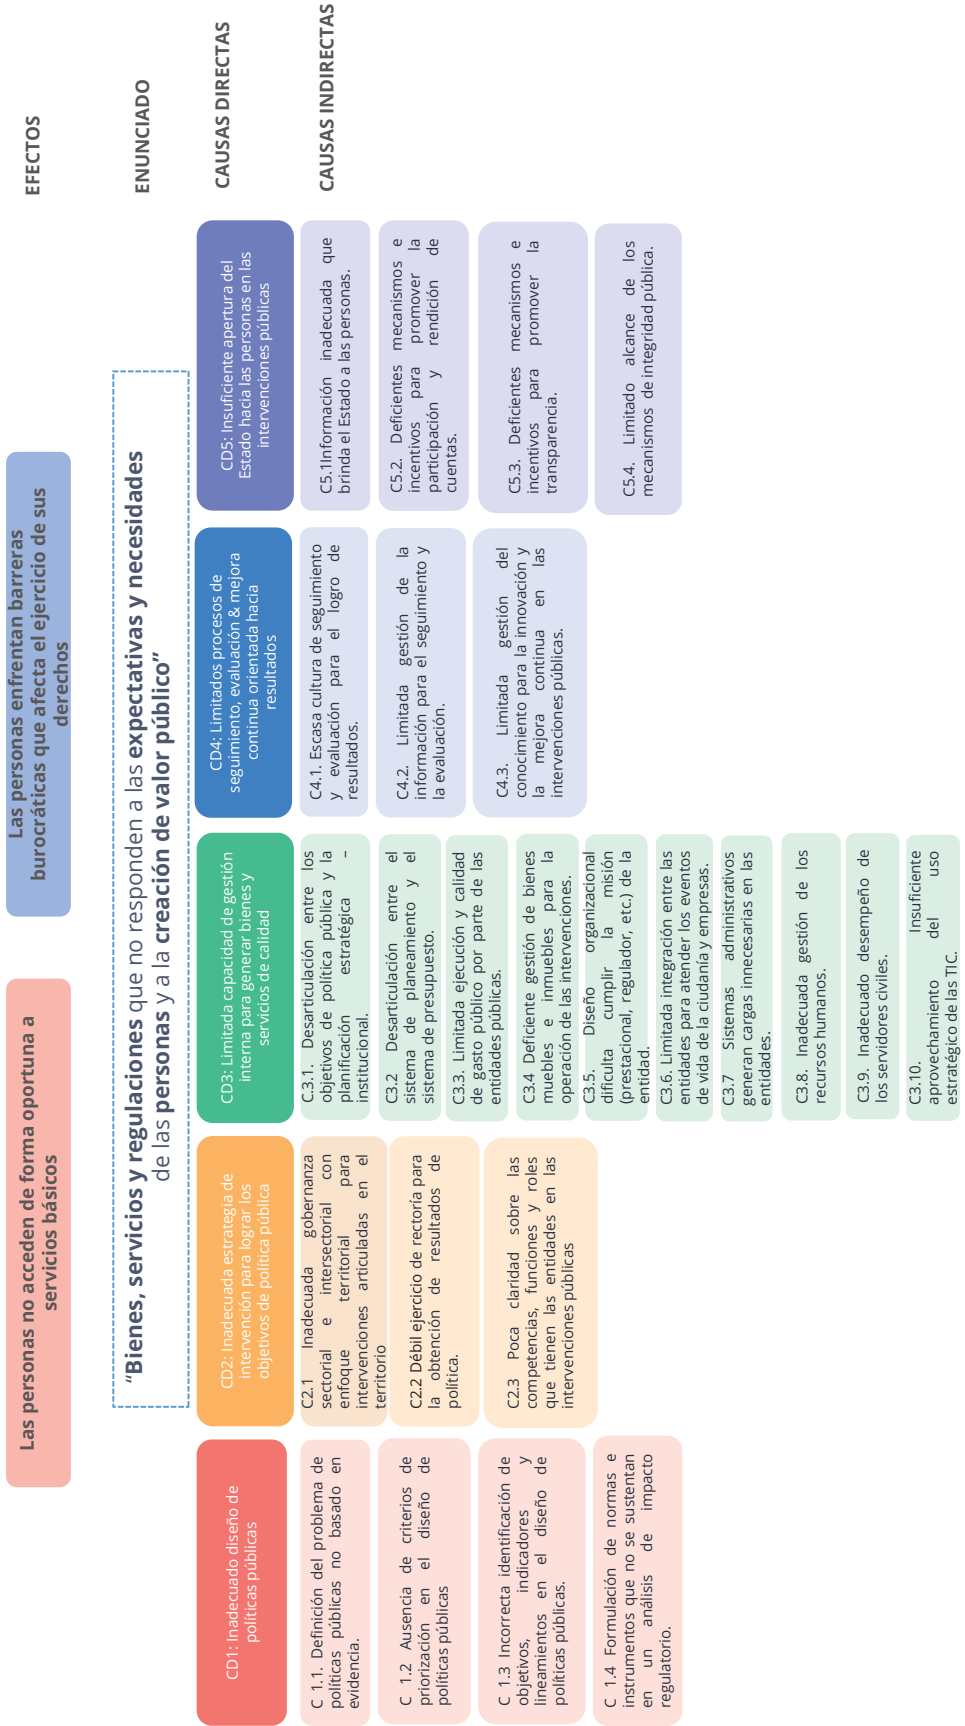 EFECTOS
Las personas no acceden de forma oportuna a
servicios básicos
Las personas enfrentan barreras
burocráticas que afecta el ejercicio de sus
derechos
ENUNCIADO
“Bienes, servicios y regulaciones que no responden a las expectativas y necesidades
de las personas y a la creación de valor público”
CAUSAS DIRECTAS
CD1: Inadecuado diseño de
políticas públicas
CD2: Inadecuada estrategia de
intervención para lograr los
objetivos de política pública
CD3: Limitada capacidad de gestión
interna para generar bienes y
servicios de calidad
CD4: Limitados procesos de
seguimiento, evaluación & mejora
continua orientada hacia
resultados
CD5: Insuficiente apertura del
Estado hacia las personas en las
intervenciones públicas
CAUSAS INDIRECTAS
C 1.1. Definición del problema de
políticas públicas no basado en
evidencia.
C 1.2 Ausencia de criterios de
priorización en el diseño de
políticas públicas
C 1.3 Incorrecta identificación de
objetivos, indicadores y
lineamientos en el diseño de
políticas públicas.
C 1.4 Formulación de normas e
instrumentos que no se sustentan
en un análisis de impacto
regulatorio.
C2.1 Inadecuada gobernanza
sectorial e intersectorial con
enfoque territorial para
intervenciones articuladas en el
territorio
C2.2 Débil ejercicio de rectoría para
la obtención de resultados de
política.
C2.3 Poca claridad sobre las
competencias, funciones y roles
que tienen las entidades en las
intervenciones públicas
C3.1. Desarticulación entre los
objetivos de política pública y la
planificación estratégica –
institucional.
C3.2 Desarticulación entre el
sistema de planeamiento y el
sistema de presupuesto.
C3.3. Limitada ejecución y calidad
de gasto público por parte de las
entidades públicas.
C3.4 Deficiente gestión de bienes
muebles e inmuebles para la
operación de las intervenciones.
C3.5. Diseño organizacional
dificulta cumplir la misión
(prestacional, regulador, etc.) de la
entidad.
C3.6. Limitada integración entre las
entidades para atender los eventos
de vida de la ciudanía y empresas.
C3.7 Sistemas administrativos
generan cargas innecesarias en las
entidades.
C3.8. Inadecuada gestión de los
recursos humanos.
C3.9. Inadecuado desempeño de
los servidores civiles.
C3.10. Insuficiente
aprovechamiento del uso
estratégico de las TIC.
C4.1. Escasa cultura de seguimiento
y evaluación para el logro de
resultados.
C4.2. Limitada gestión de la
información para el seguimiento y
la evaluación.
C4.3. Limitada gestión del
conocimiento para la innovación y
la mejora continua en las
intervenciones públicas.
C5.1Información inadecuada que
brinda el Estado a las personas.
C5.2. Deficientes mecanismos e
incentivos para promover la
participación y rendición de
cuentas.
C5.3. Deficientes mecanismos e
incentivos para promover la
transparencia.
C5.4. Limitado alcance de los
mecanismos de integridad pública.